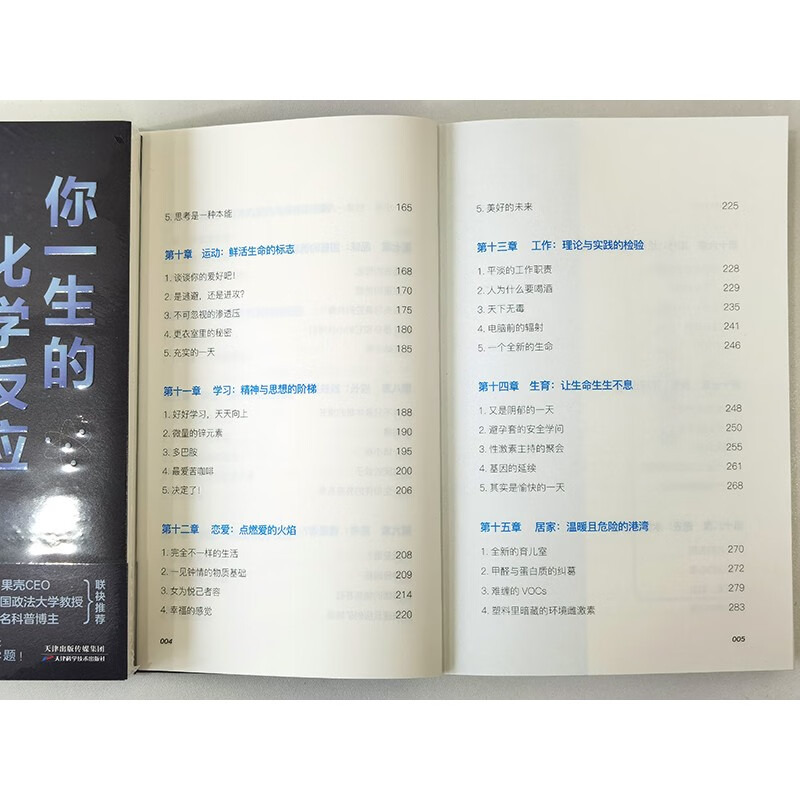 你一生的
化学反应
果壳CEO
国政法大学教授
名科普博主
联袂推荐
题！
天津出版传媒集团
天津科学技术出版社
5. 思考是一种本能 165
第十章 运动：鲜活生命的标志
1. 谈谈你的爱好吧！ 168
2. 是逃避，还是进攻？ 170
3. 不可忽视的渗透压 175
4. 更衣室里的秘密 180
5. 充实的一天 185
第十一章 学习：精神与思想的阶梯
1. 好好学习，天天向上 188
2. 微量的锌元素 190
3. 多巴胺 195
4. 最爱苦咖啡 200
5. 决定了！ 206
第十二章 恋爱：点燃爱的火焰
1. 完全不一样的生活 208
2. 一见钟情的物质基础 209
3. 女为悦己者容 214
4. 幸福的感觉 220
004
5. 美好的未来 225
第十三章 工作：理论与实践的检验
1. 平淡的工作职责 228
2. 人为什么要喝酒 229
3. 天下无毒 235
4. 电脑前的辐射 241
5. 一个全新的生命 246
第十四章 生育：让生命生生不息
1. 又是阴郁的一天 248
2. 避孕套的安全学问 250
3. 性激素主持的聚会 255
4. 基因的延续 261
5. 其实是愉快的一天 268
第十五章 居家：温暖且危险的港湾
1. 全新的育儿室 270
2. 甲醛与蛋白质的纠葛 272
3. 难缠的 VOCs 279
4. 塑料里暗藏的环境雌激素 283
005